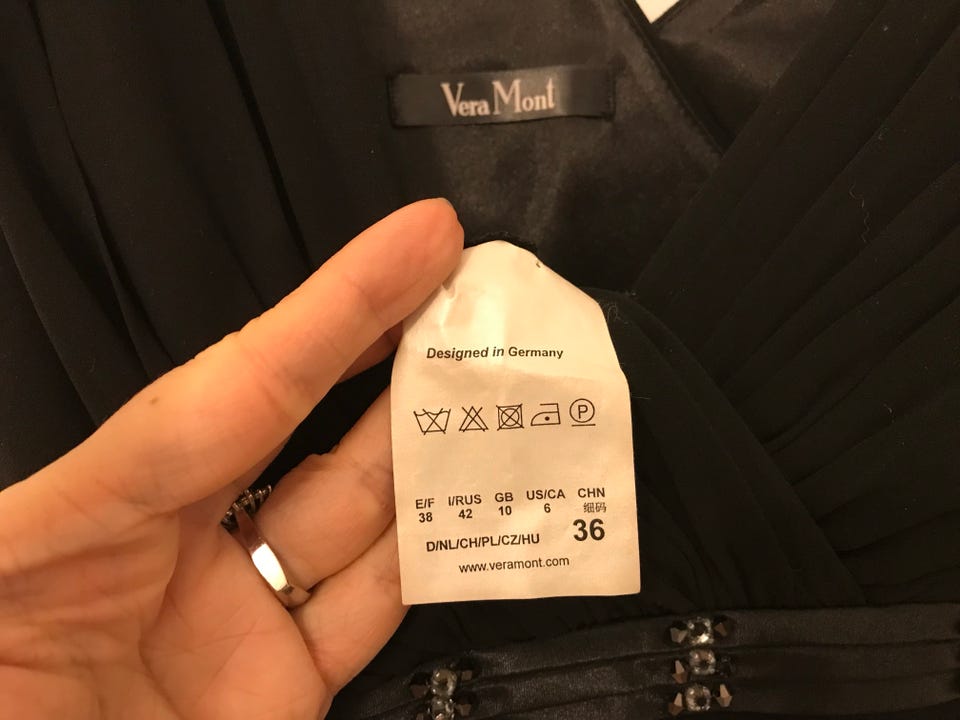 Vera Mont
Designed in Germany
P
E/F I/RUS GB US/CA CHN
38 42 10 6 细码
D/NL/CH/PL/CZ/HU 36
www.veramont.com